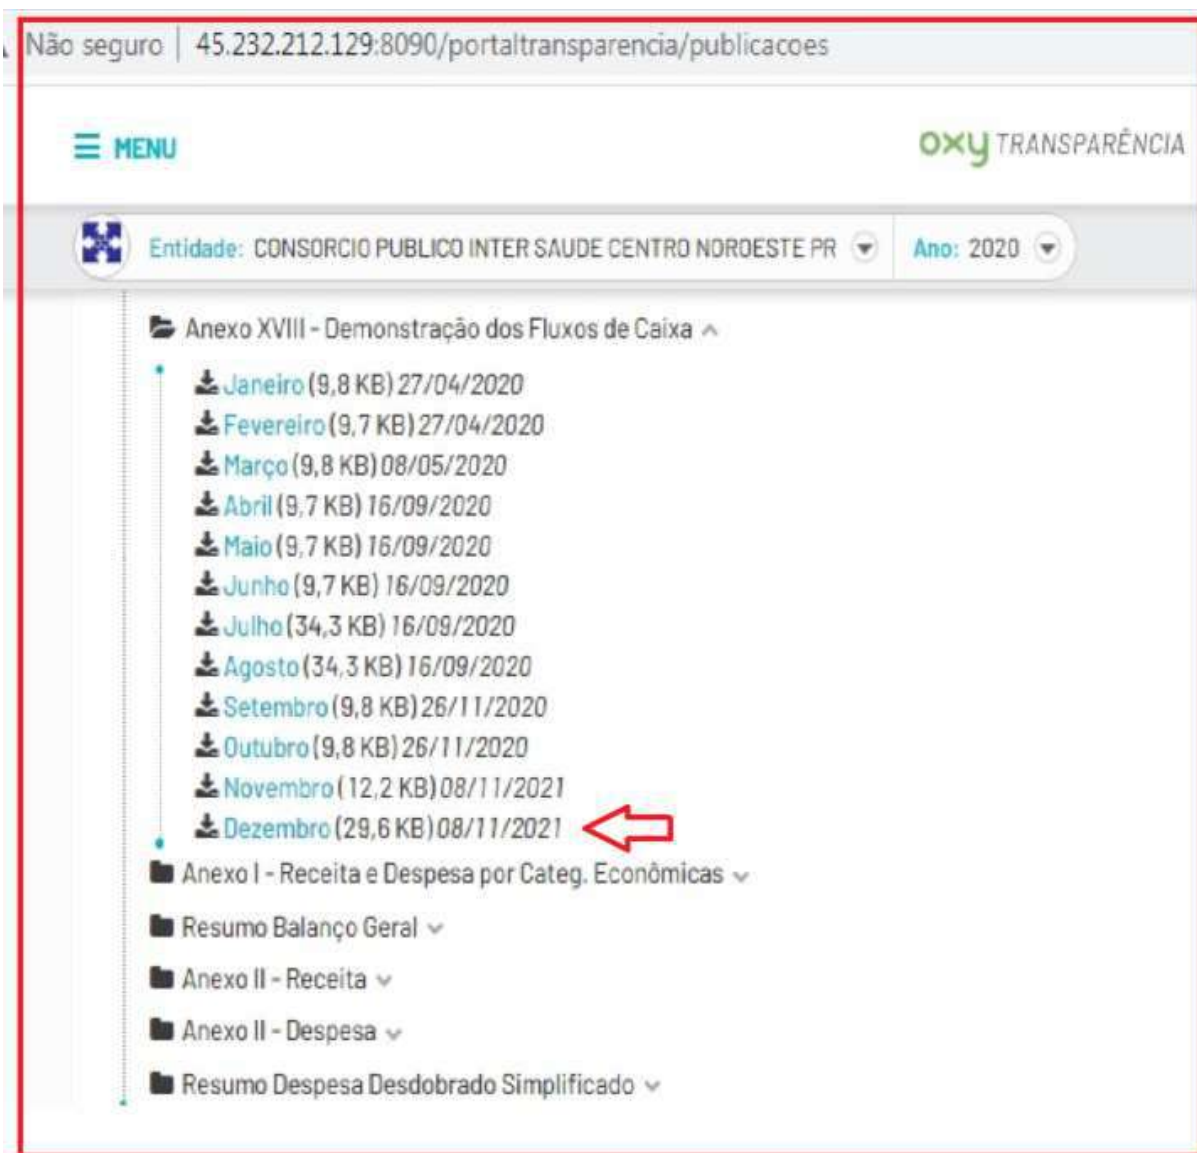 Não seguro | 45.232.212.129:8090/portaltransparencia/publicacoes
MENU
oxy TRANSPARÊNCIA
Entidade: CONSORCIO PUBLICO INTER SAUDE CENTRO NOROESTE PR
Ano: 2020
Anexo XVIII - Demonstração dos Fluxos de Caixa
Janeiro (9,8 KB) 27/04/2020
Fevereiro (9,7 KB) 27/04/2020
Março (9,8 KB) 08/05/2020
Abril (9,7 KB) 16/09/2020
Maio (9,7 KB) 16/09/2020
Junho (9,7 KB) 16/09/2020
Julho (34,3 KB) 16/09/2020
Agosto (34,3 KB) 16/09/2020
Setembro (9,8 KB) 26/11/2020
Outubro (9,8 KB) 26/11/2020
Novembro (12,2 KB) 08/11/2021
Dezembro (29,6 KB) 08/11/2021
Anexo I - Receita e Despesa por Categ. Econômicas
Resumo Balanço Geral
Anexo II - Receita
Anexo II - Despesa
Resumo Despesa Desdobrado Simplificado